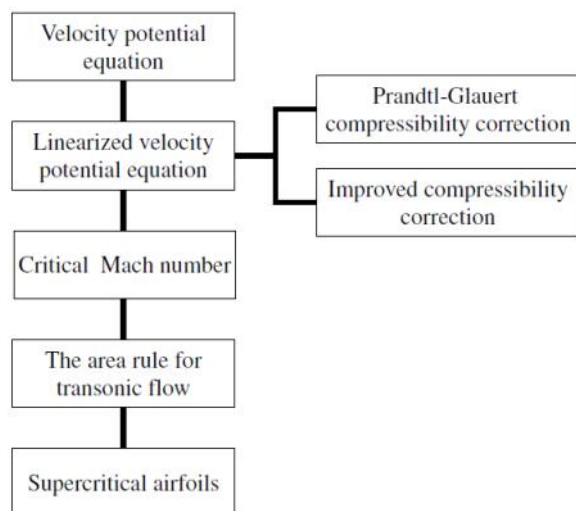 Velocity potential
equation
Linearized velocity
potential equation
Prandtl-Glauert
compressibility correction
Improved compressibility
correction
Critical Mach number
The area rule for
transonic flow
Supercritical airfoils